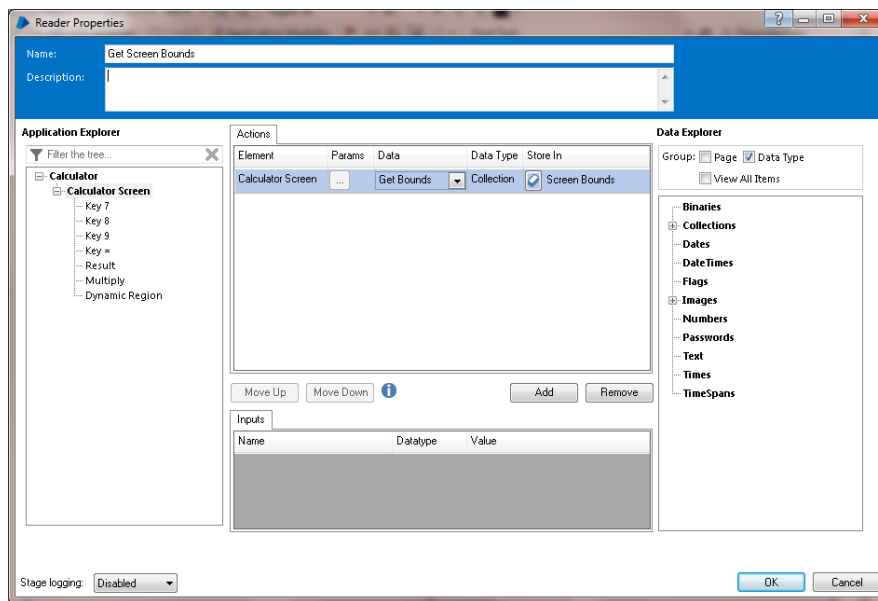 Reader Properties
Name: Get Screen Bounds
Description:
Application Explorer
Filter the tree...
Calculator
Calculator Screen
Key 7
Key 8
Key 9
Key =
Result
Multiply
Dynamic Region
Actions
Element Params Data Data Type Store In
Calculator Screen ... Get Bounds Collection Screen Bounds
Move Up Move Down Add Remove
Inputs
Name Datatype Value
Data Explorer
Group: Page Data Type
View All Items
Binaries
Collections
Dates
DateTimes
Flags
Images
Numbers
Passwords
Text
Times
TimeSpans
Stage logging: Disabled
OK Cancel